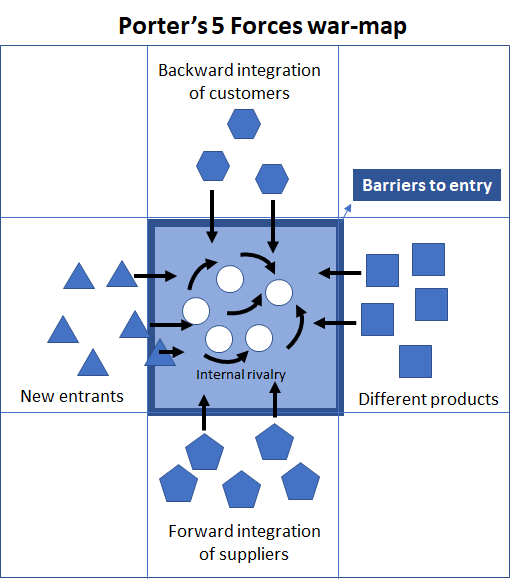 Porter's 5 Forces war-map
Backward integration
of customers
Barriers to entry
Internal rivalry
New entrants
Different products
Forward integration
of suppliers